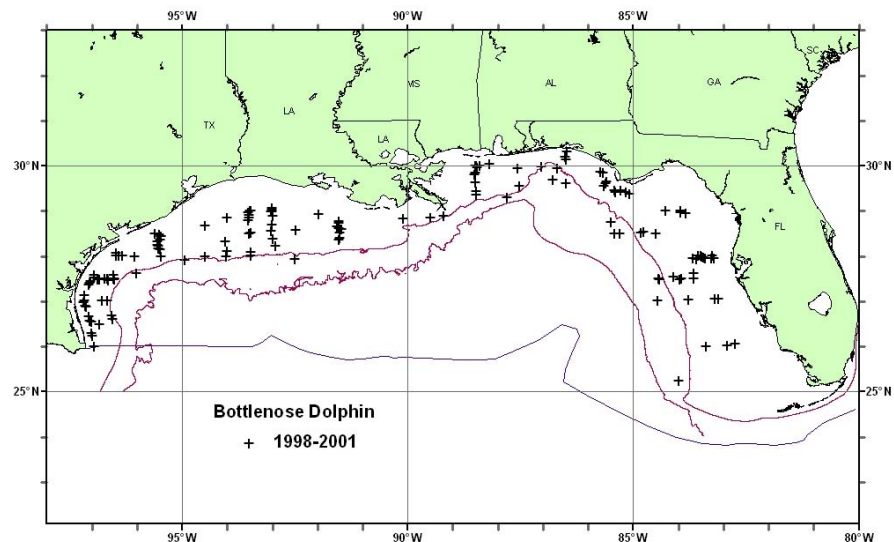 95°W 90°W 85°W 80°W
SC
MS AL GA
TX LA
LA
30°N 30°N
FL
25°N 25°N
Bottlenose Dolphin
+ 1998-2001
95°W 90°W 85°W 80°W